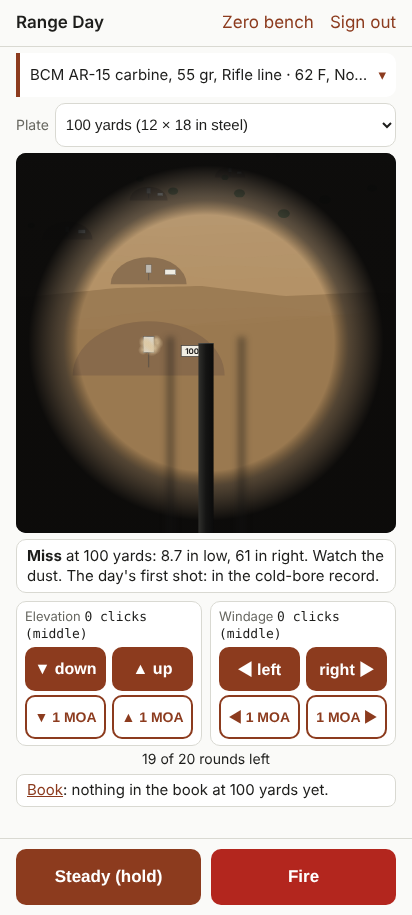 Range Day
Zero bench
Sign out
BCM AR-15 carbine, 55 gr, Rifle line · 62 F, No... ▾
Plate
100 yards (12 × 18 in steel)
100
Miss at 100 yards: 8.7 in low, 61 in right. Watch the
dust. The day's first shot: in the cold-bore record.
Elevation 0 clicks
(middle)
▼ down
▲ up
▼ 1 MOA
▲ 1 MOA
Windage 0 clicks
(middle)
◀ left
right ▶
◀ 1 MOA
1 MOA ▶
19 of 20 rounds left
Book: nothing in the book at 100 yards yet.
Steady (hold)
Fire